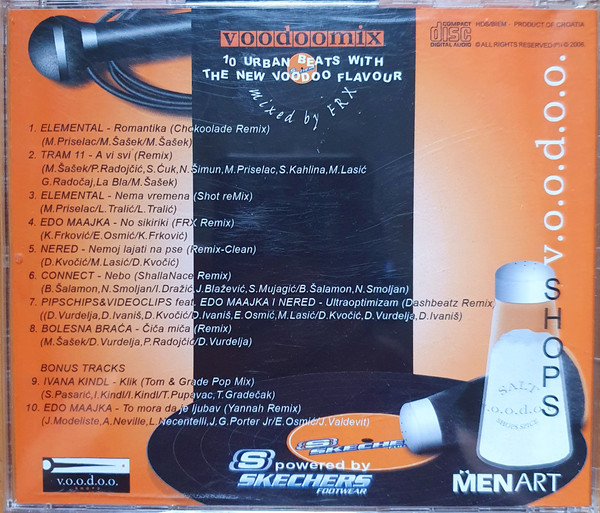 voodoomix
10 URBAN BEATS WITH
THE NEW VOODOO FLAVOUR
mixed by FRX
COMPACT
disc
DIGITAL AUDIO
PRODUCT OF CROATIA
© ALL RIGHTS RESERVED
2006.
v.o.o.d.o.o.
SHOPS
1. ELEMENTAL - Romantika (Chokoolade Remix)
(M.Priselac/M.Šašek/M.Šašek)
2. TRAM 11 - A vi svi (Remix)
(M.Šašek/P.Radojčić, S.Ćuk,N.Šimun,M.Priselac,S.Kahlina,M.Lasić
G.Radočaj,La Bla/M.Šašek)
3. ELEMENTAL - Nema vremena (Shot reMix)
(M.Priselac/L.Tralić/L.Tralić)
4. EDO MAAJKA - No sikiriki (FRX Remix)
(K.Frković/E.Osmić/K.Frković)
5. NERED - Nemoj lajati na pse (Remix-Clean)
(D.Kvočić/M.Lasić/D.Kvočić)
6. CONNECT - Nebo (ShallaNace Remix)
(B.Šalamon, N.Smoljan/I.Dražić J.Blažević,S.Mujagić/B.Šalamon,N.Smoljan)
7. PIPSCHIPS&VIDEOCLIPS feat. EDO MAAJKA I NERED - Ultraoptimizam (Dashbeatz Remix)
((D.Vurdelja,D.Ivaniš,D.Kvočić/D.Ivaniš,E.Osmić,M.Lasić/D.Kvočić,D.Vurdelja,D.Ivaniš)
8. BOLESNA BRAĆA - Čiča miča (Remix)
(M.Šašek/D.Vurdelja,P.Radojčić/D.Vurdelja)
BONUS TRACKS
9. IVANA KINDL - Klik (Tom & Grade Pop Mix)
(S.Pasarić,I.Kindl/I.Kindl/T.Pupavac,T.Gradečak)
10. EDO MAAJKA - To mora da je ljubav (Yannah Remix)
(J.Modeliste,A.Neville,L.Necentelli,J.G.Porter Jr/E.Osmić/J.Valdevit)
SALT
v.o.o.d.o.o.
SKECHERS
v.o.o.d.o.o.
SHOPS
powered by
SKECHERS
FOOTWEAR
MENART